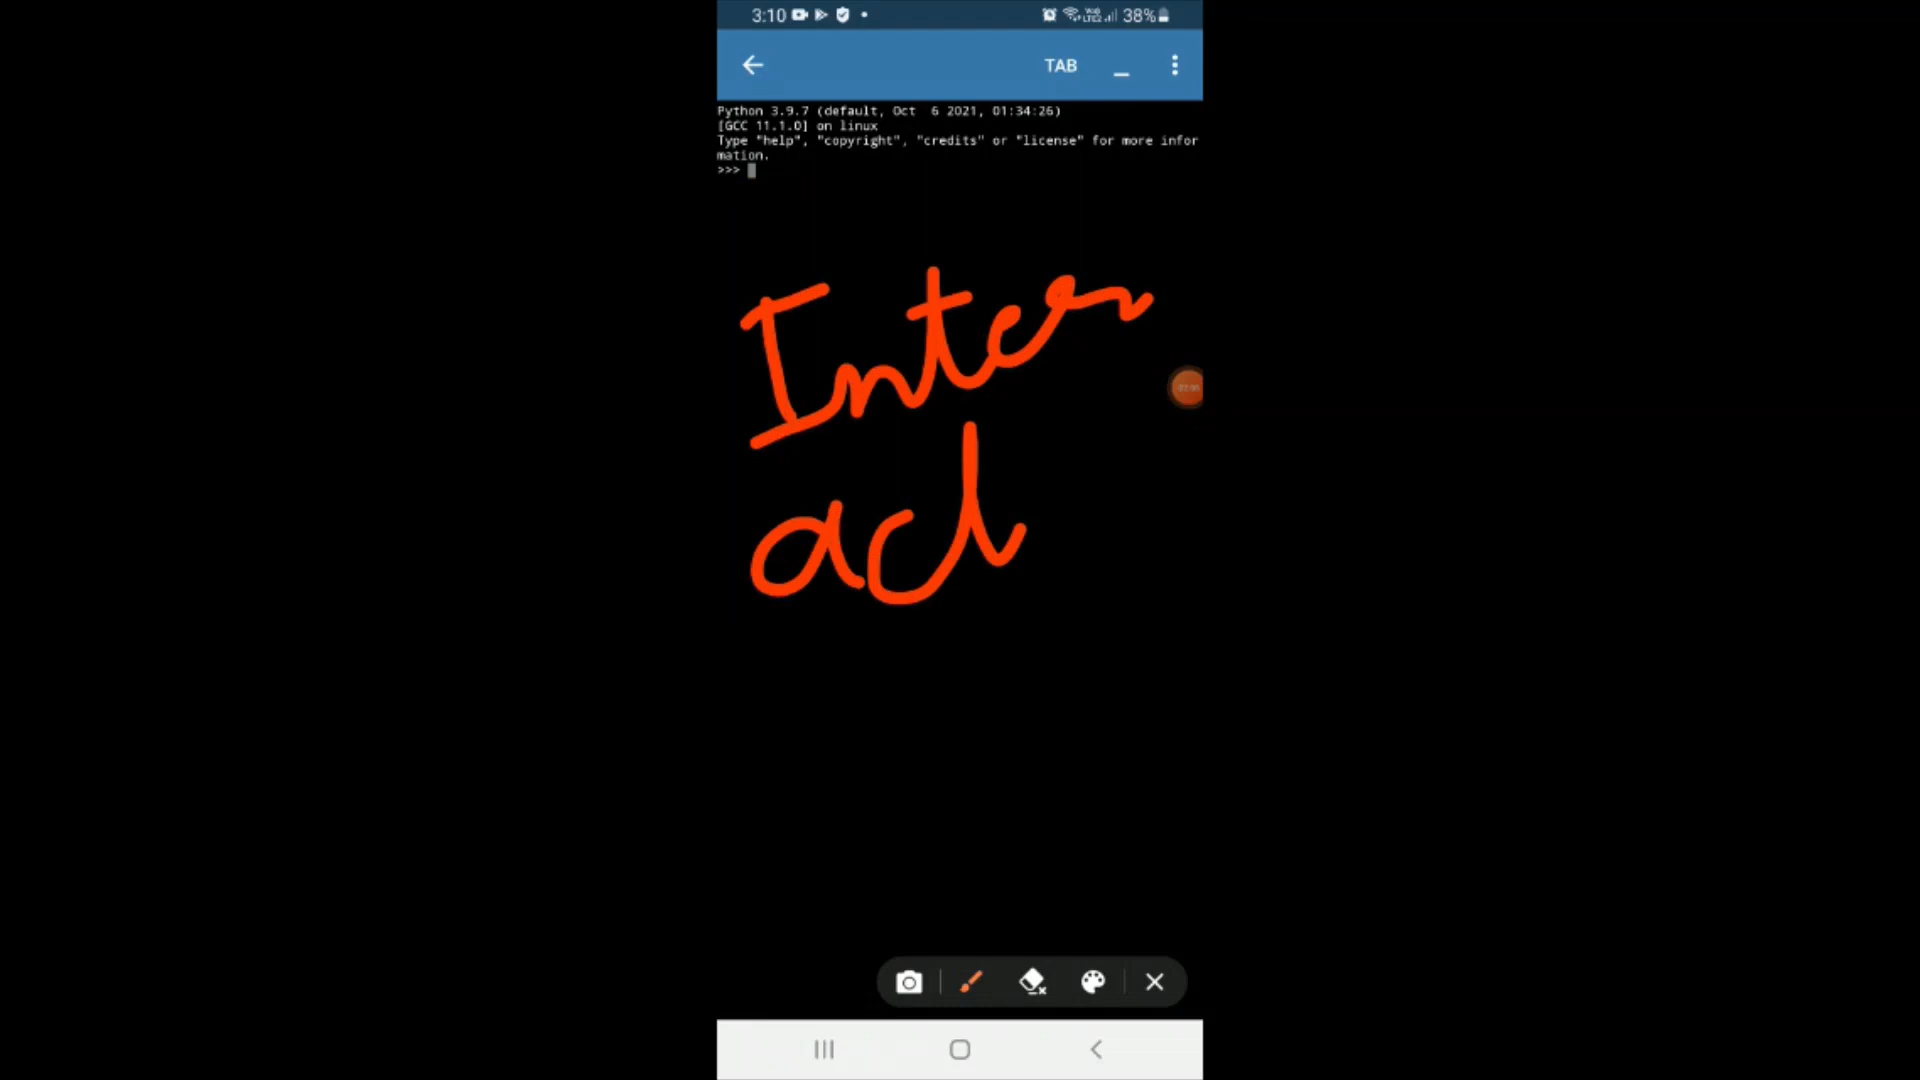 3:10 38%
TAB _
Python 3.9.7 (default, Oct  6 2021, 01:34:26)
[GCC 11.1.0] on linux
Type "help", "copyright", "credits" or "license" for more infor
mation.
>>>
Inter
act